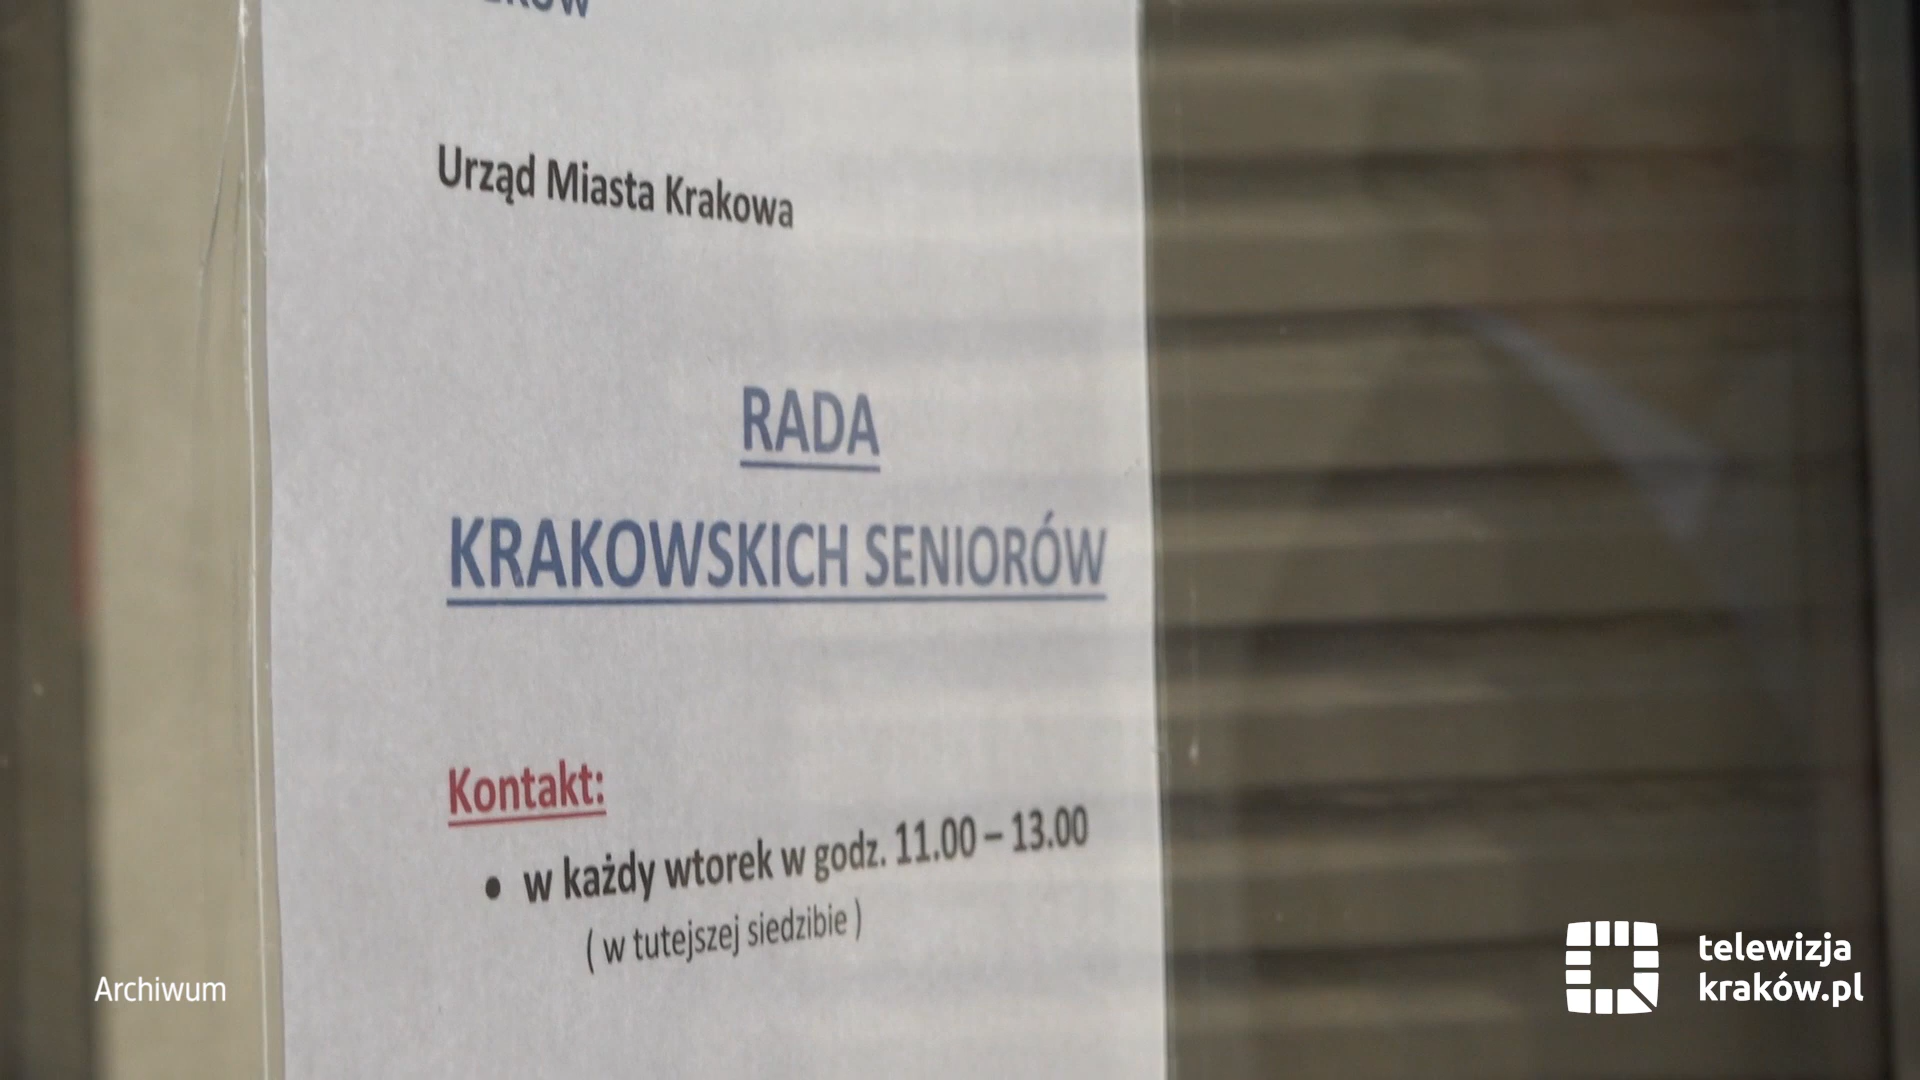 Urząd Miasta Krakowa
RADA
KRAKOWSKICH SENIORÓW
Kontakt:
• w każdy wtorek w godz. 11.00 – 13.00
( w tutejszej siedzibie )
Archiwum
telewizja
kraków.pl